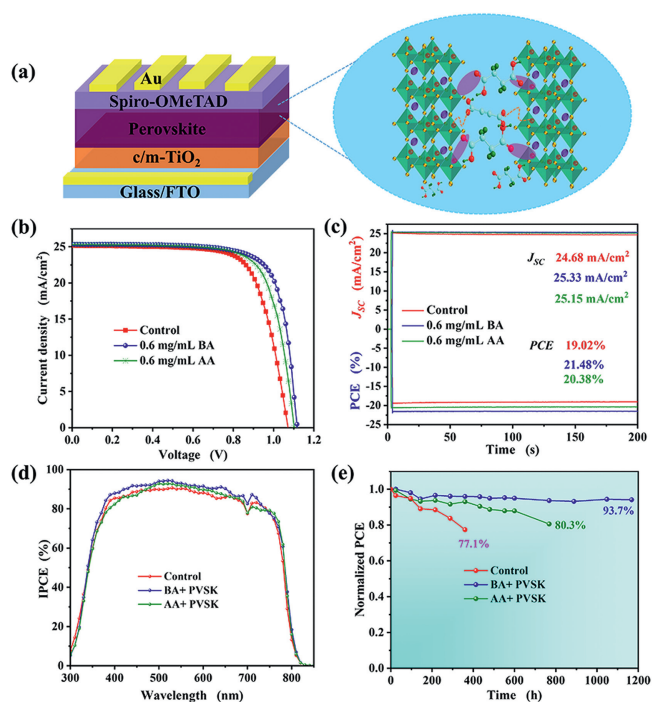 (a)
Au
Spiro-OMeTAD
Perovskite
c/m-TiO₂
Glass/FTO
(b)
Current density (mA/cm²)
30
25
20
15
10
5
0
Control
0.6 mg/mL BA
0.6 mg/mL AA
0.0 0.2 0.4 0.6 0.8 1.0 1.2
Voltage (V)
(c)
PCE (%) J_SC (mA/cm²)
25
20
15
10
5
0
-5
-10
-15
-20
-25
J_SC 24.68 mA/cm²
25.33 mA/cm²
25.15 mA/cm²
Control
0.6 mg/mL BA
0.6 mg/mL AA
PCE 19.02%
21.48%
20.38%
0 50 100 150 200
Time (s)
(d)
IPCE (%)
100
80
60
40
20
0
Control
BA+ PVSK
AA+ PVSK
300 400 500 600 700 800
Wavelength (nm)
(e)
Normalized PCE
1.0
0.8
0.6
0.4
0.2
0.0
93.7%
80.3%
77.1%
Control
BA+ PVSK
AA+ PVSK
0 200 400 600 800 1000 1200
Time (h)